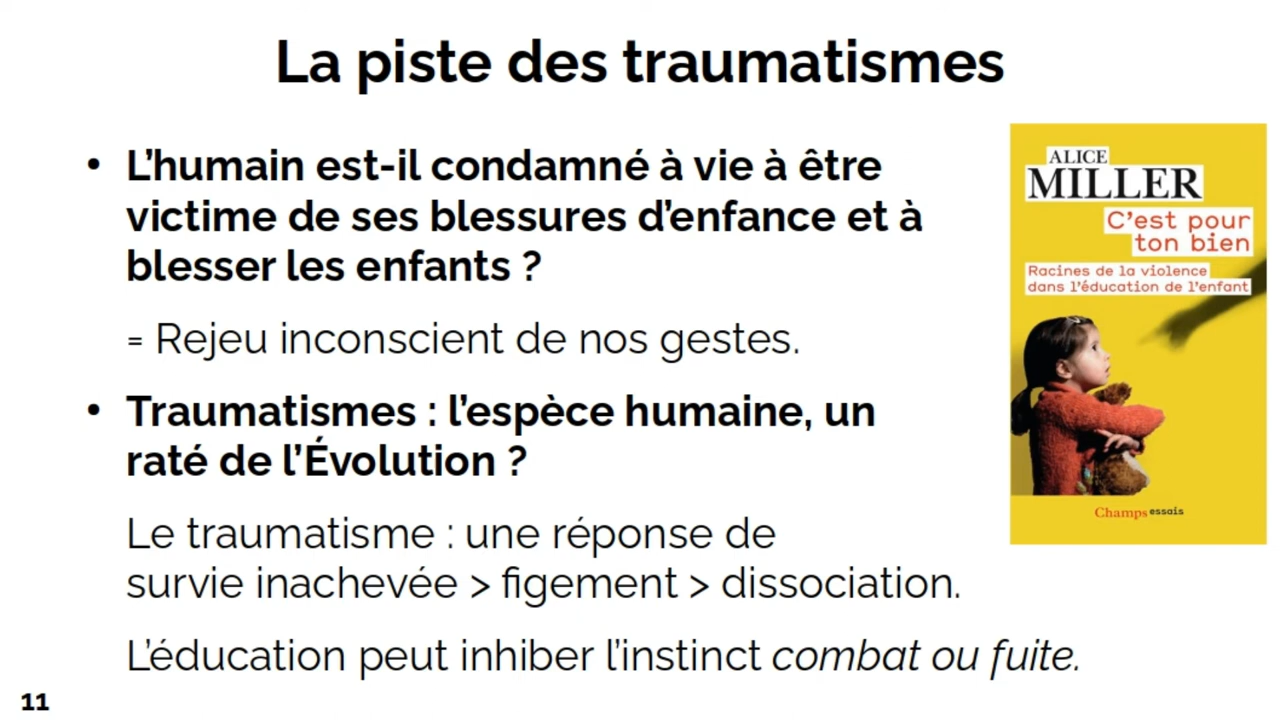 La piste des traumatismes
• L’humain est-il condamné à vie à être
victime de ses blessures d’enfance et à
blesser les enfants ?
= Rejeu inconscient de nos gestes.
• Traumatismes : l’espèce humaine, un
raté de l’Évolution ?
Le traumatisme : une réponse de
survie inachevée > figement > dissociation.
L’éducation peut inhiber l’instinct combat ou fuite.
11
ALICE
MILLER
C’est pour
ton bien
Racines de la violence
dans l’éducation de l’enfant
Champs essais